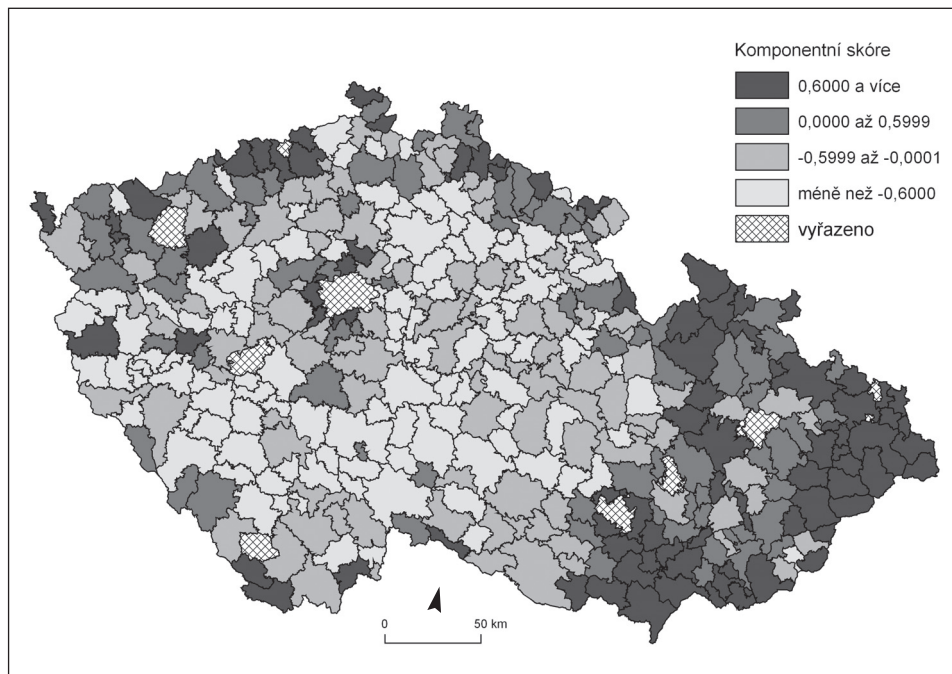 Komponentní skóre
0,6000 a více
0,0000 až 0,5999
-0,5999 až -0,0001
méně než -0,6000
vyřazeno
0 50 km